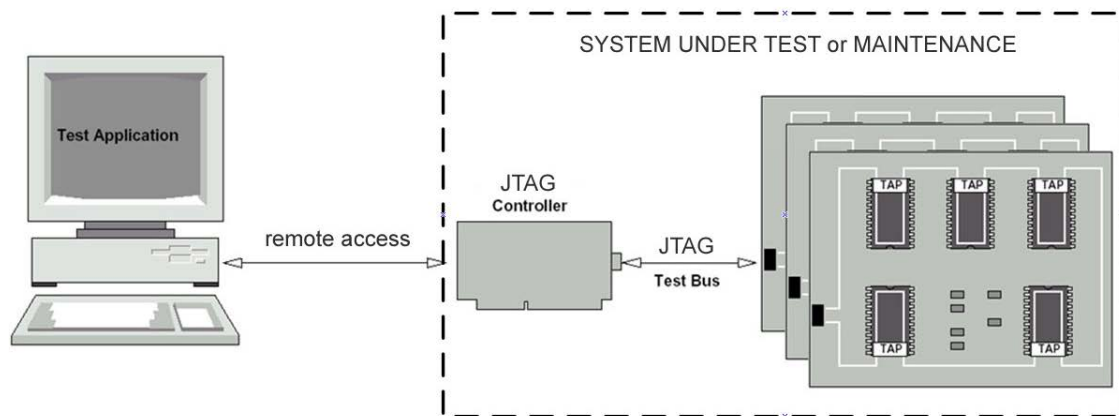 SYSTEM UNDER TEST or MAINTENANCE
Test Application
JTAG
Controller
remote access
JTAG
Test Bus
TAP
TAP
TAP
TAP
TAP